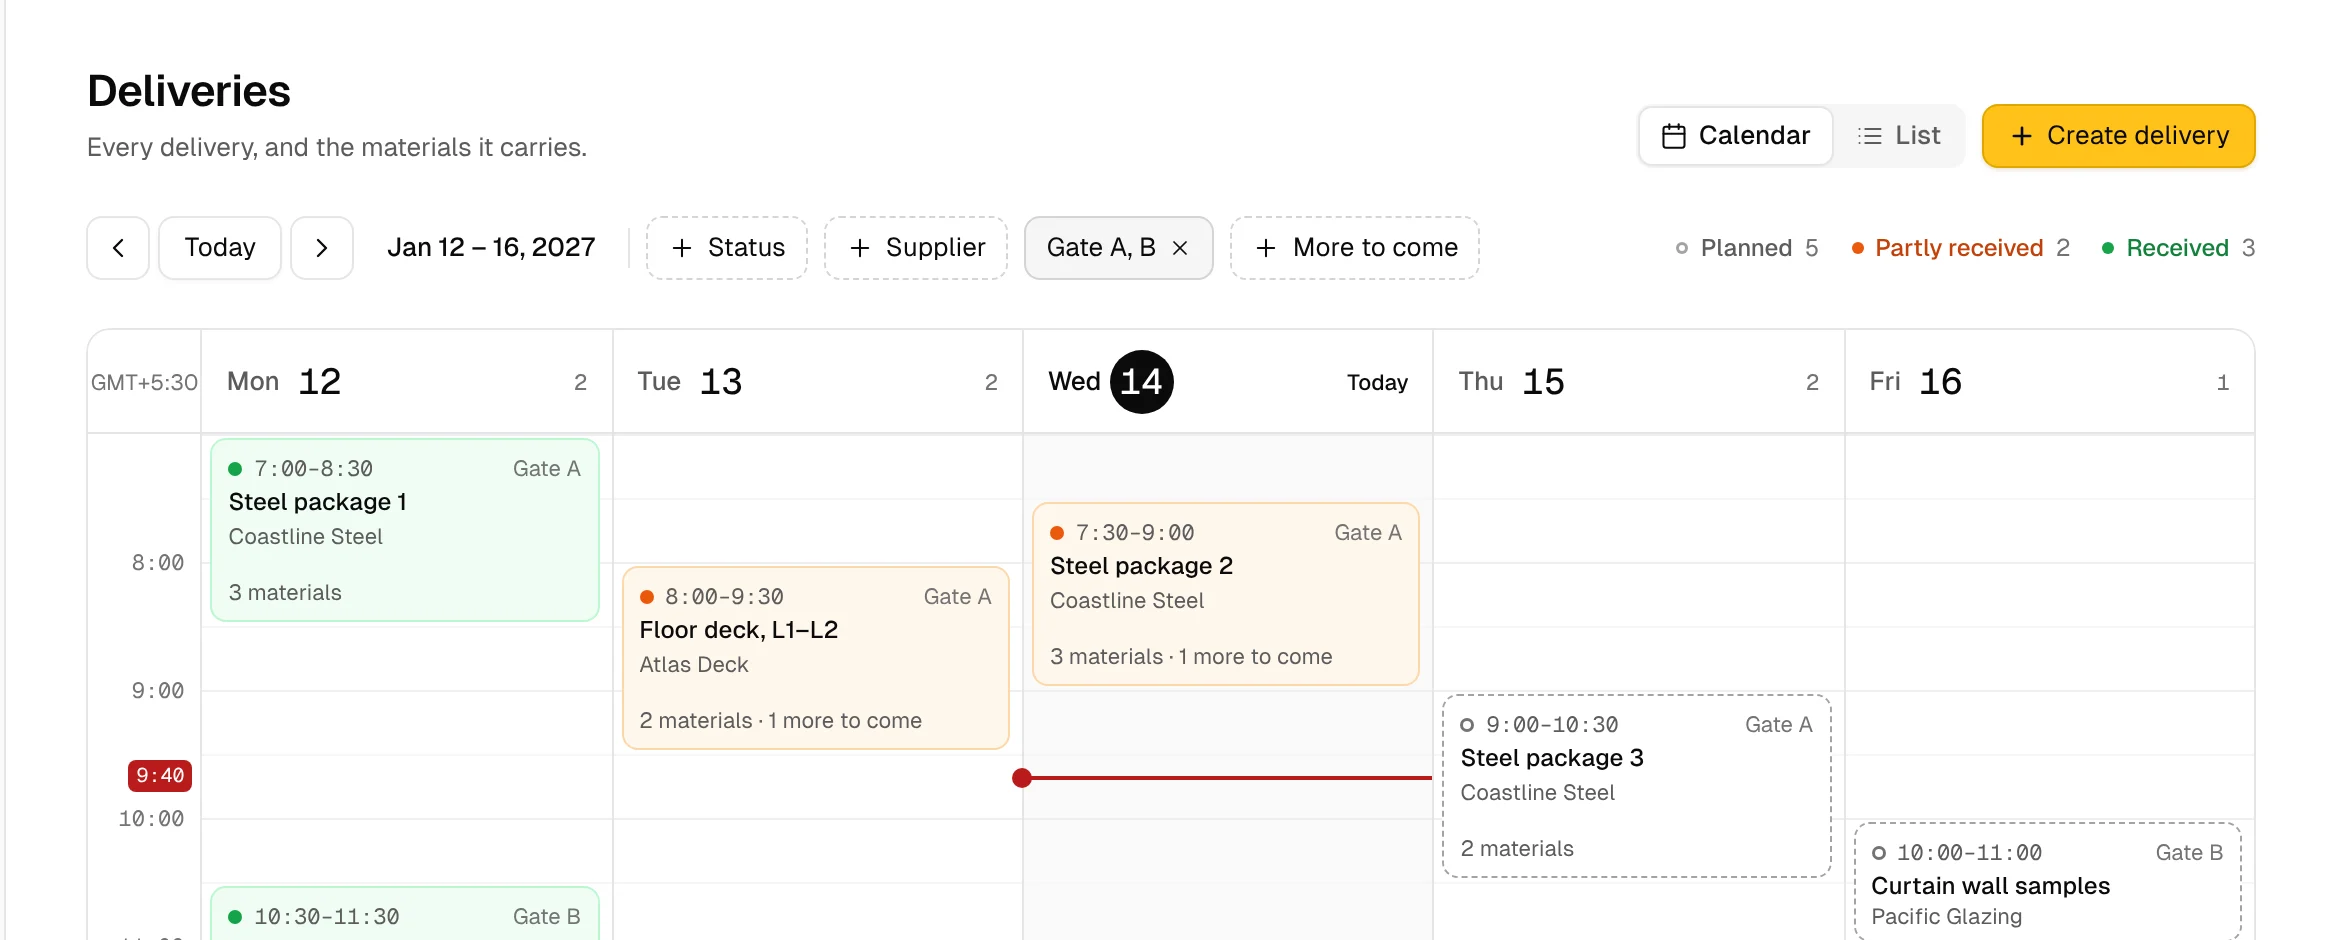 Deliveries
Every delivery, and the materials it carries.
Calendar
List
Create delivery
Today
Jan 12 – 16, 2027
Status
Supplier
Gate A, B
More to come
Planned 5
Partly received 2
Received 3
GMT+5:30
Mon 12 2
Tue 13 2
Wed 14 Today
Thu 15 2
Fri 16 1
8:00
9:00
9:40
10:00
7:00–8:30 Gate A
Steel package 1
Coastline Steel
3 materials
10:30–11:30 Gate B
8:00–9:30 Gate A
Floor deck, L1–L2
Atlas Deck
2 materials · 1 more to come
7:30–9:00 Gate A
Steel package 2
Coastline Steel
3 materials · 1 more to come
9:00–10:30 Gate A
Steel package 3
Coastline Steel
2 materials
10:00–11:00 Gate B
Curtain wall samples
Pacific Glazing